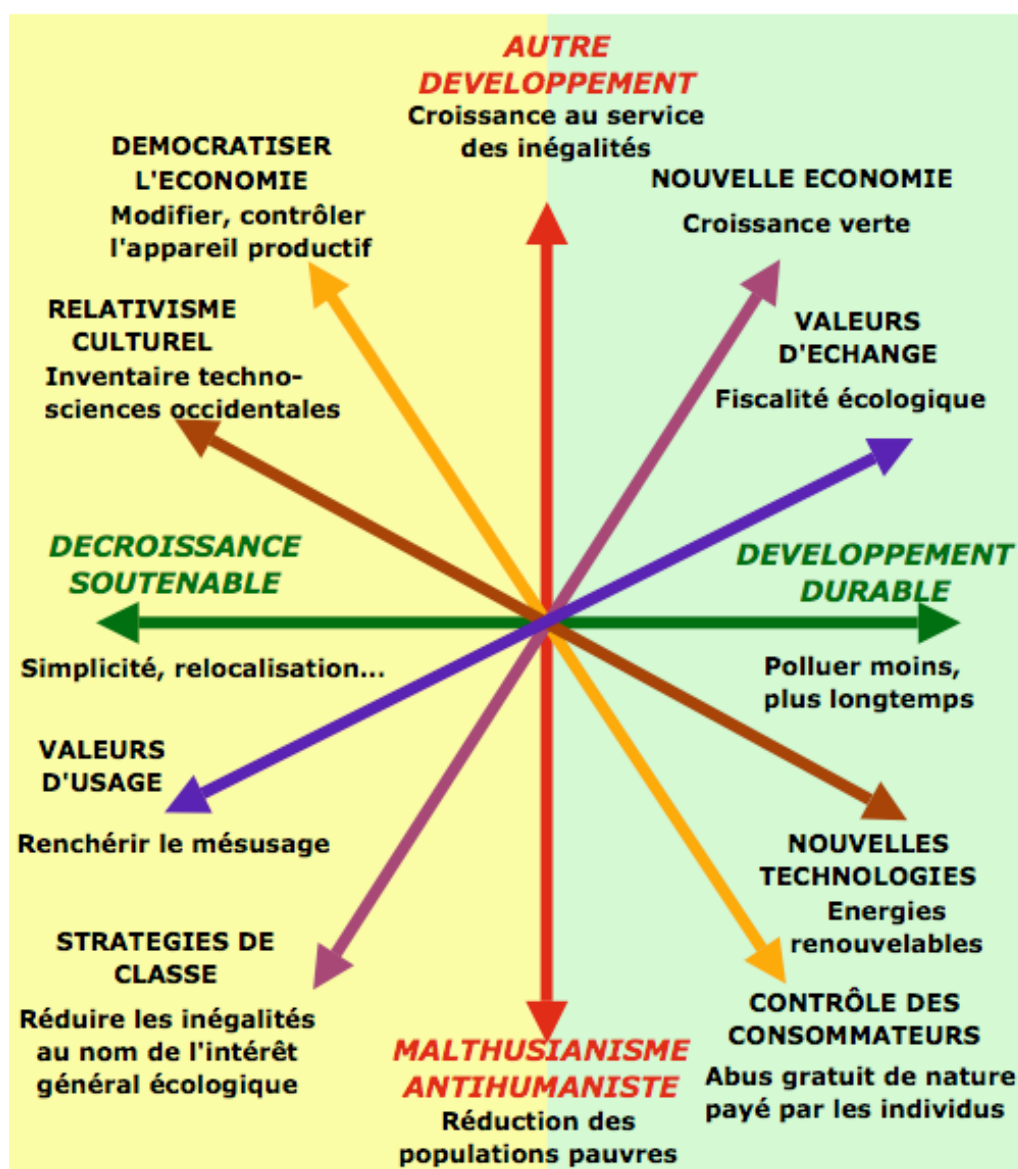 AUTRE
DEVELOPPEMENT
Croissance au service
des inégalités
DEMOCRATISER
L'ECONOMIE
Modifier, contrôler
l'appareil productif
NOUVELLE ECONOMIE
Croissance verte
RELATIVISME
CULTUREL
Inventaire techno-
sciences occidentales
VALEURS
D'ECHANGE
Fiscalité écologique
DECROISSANCE
SOUTENABLE
Simplicité, relocalisation...
DEVELOPPEMENT
DURABLE
Polluer moins,
plus longtemps
VALEURS
D'USAGE
Renchérir le mésusage
NOUVELLES
TECHNOLOGIES
Energies
renouvelables
STRATEGIES DE
CLASSE
Réduire les inégalités
au nom de l'intérêt
général écologique
MALTHUSIANISME
ANTIHUMANISTE
Réduction des
populations pauvres
CONTRÔLE DES
CONSOMMATEURS
Abus gratuit de nature
payé par les individus